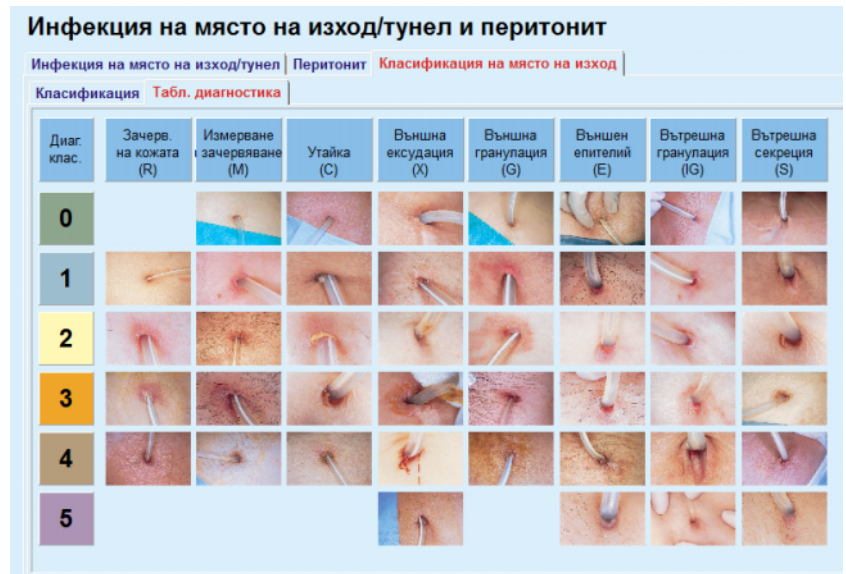 Инфекция на място на изход/тунел и перитонит
Инфекция на място на изход/тунел Перитонит Класификация на място на изход
Класификация Табл. диагностика
Диаг. клас.
Зачерв. на кожата (R)
Измерване зачервяване (M)
Утайка (C)
Външна ексудация (X)
Външна гранулация (G)
Външен епителий (E)
Вътрешна гранулация (IG)
Вътрешна секреция (S)
0
1
2
3
4
5